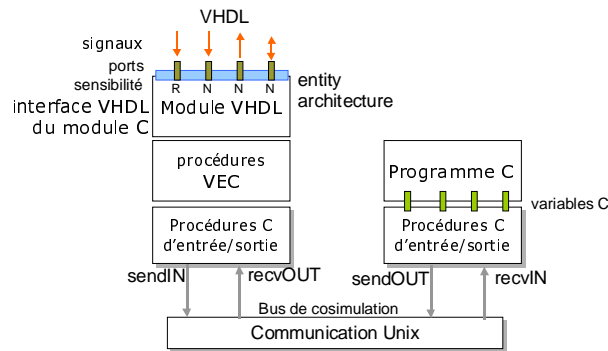 VHDL
signaux
ports
sensibilité
R N N N
entity
architecture
interface VHDL
du module C
Module VHDL
procédures
VEC
Programme C
variables C
Procédures C
d'entrée/sortie
Procédures C
d'entrée/sortie
sendIN
recvOUT
sendOUT
recvIN
Bus de cosimulation
Communication Unix